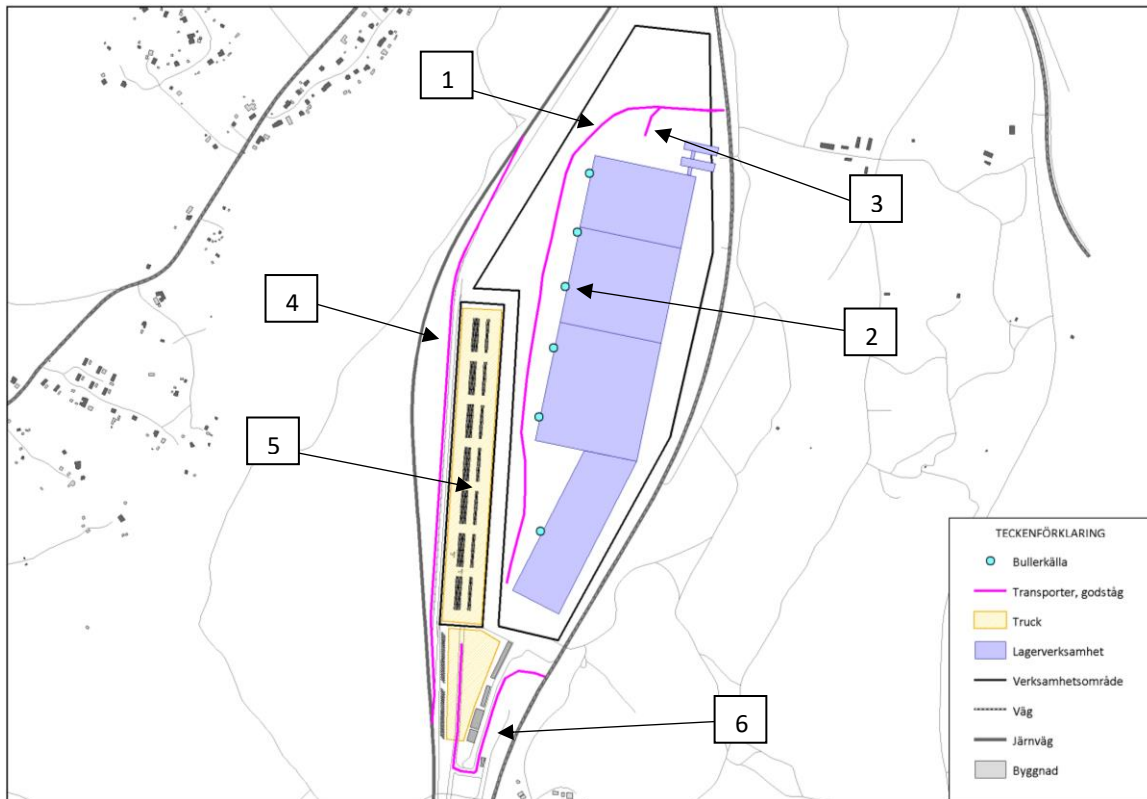 1
3
4
2
5
6
TECKENFÖRKLARING
Bullerkälla
Transporter, godståg
Truck
Lagerverksamhet
Verksamhetsområde
Väg
Järnväg
Byggnad